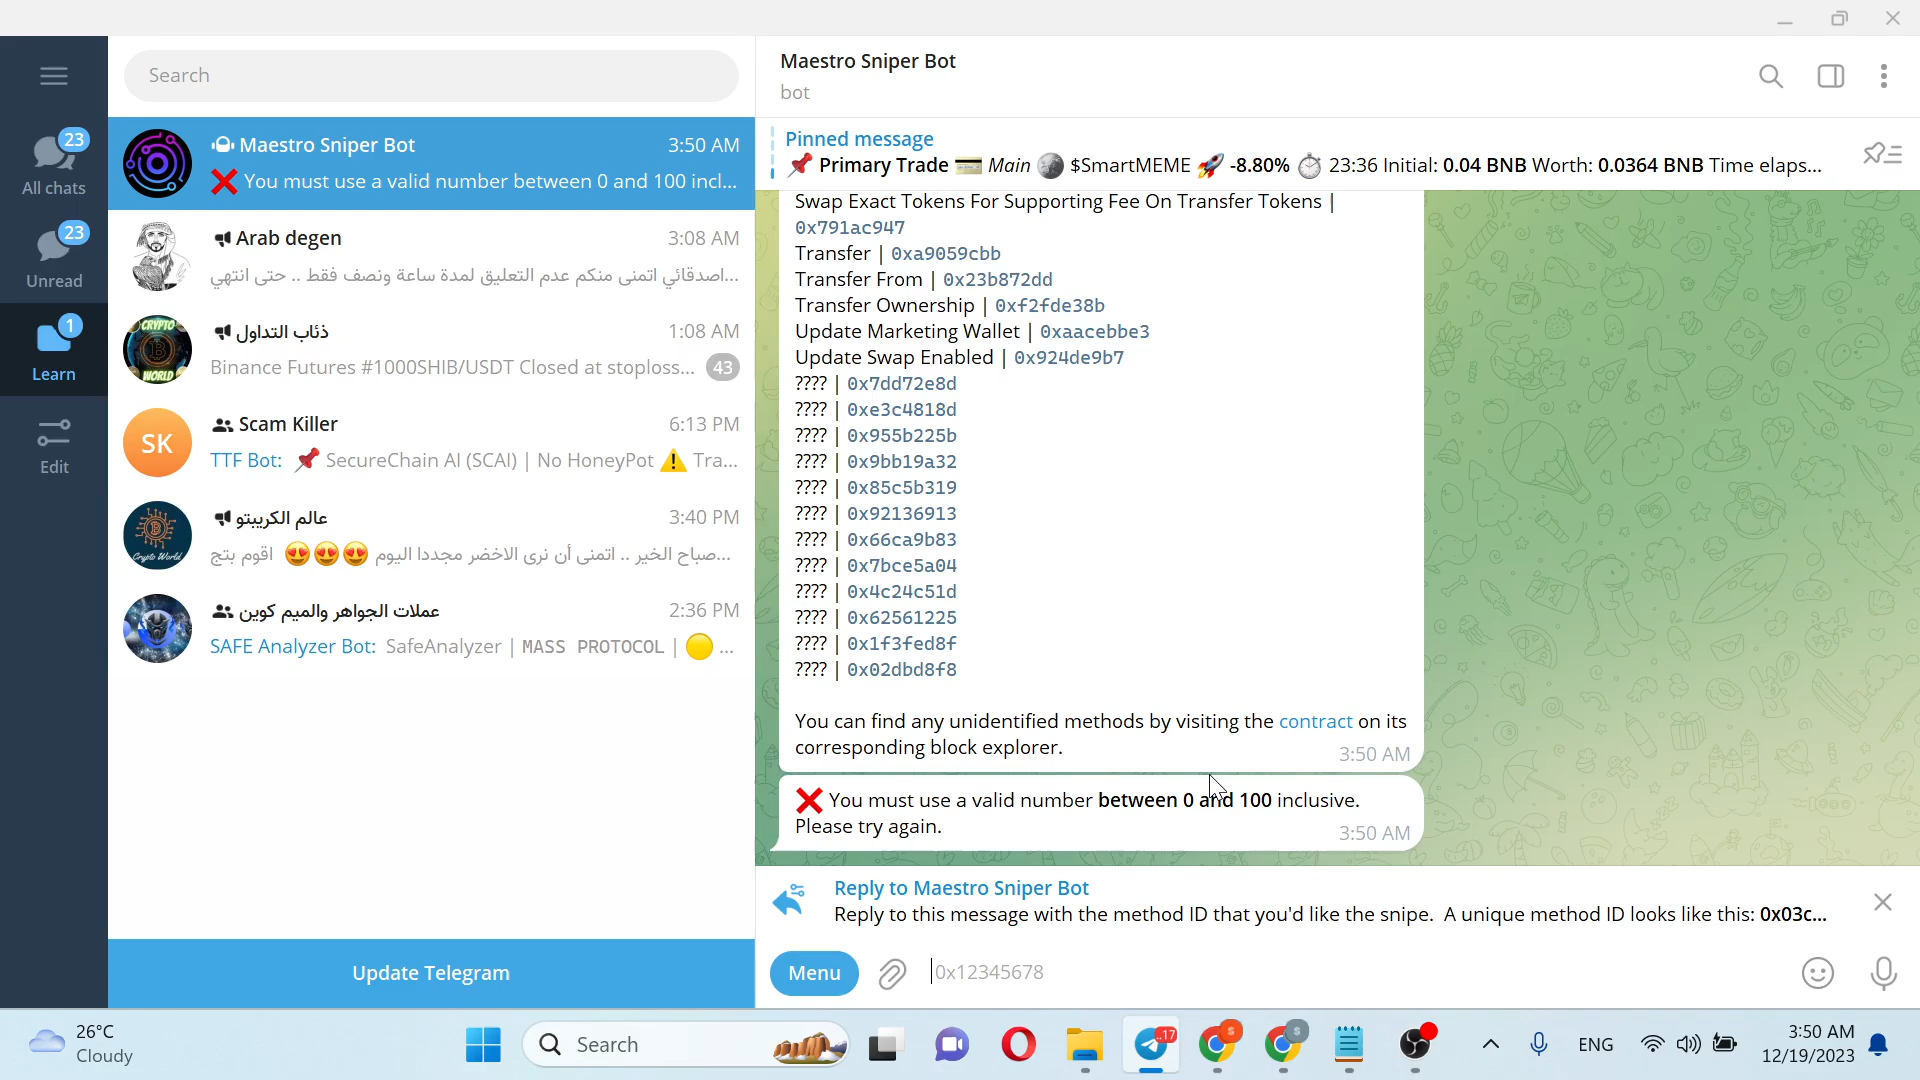 Search
Maestro Sniper Bot
bot
Pinned message
Primary Trade Main $SmartMEME -8.80% 23:36 Initial: 0.04 BNB Worth: 0.0364 BNB Time elaps...
23
All chats
23
Unread
1
Learn
Edit
Maestro Sniper Bot 3:50 AM
❌ You must use a valid number between 0 and 100 incl...
Arab degen 3:08 AM
اصدقائي اتمنى منكم عدم التعليق لمدة ساعة ونصف فقط .. حتى انتهي...
CRYPTO
WORLD
ذئاب التداول 1:08 AM
Binance Futures #1000SHIB/USDT Closed at stoploss... 43
SK
Scam Killer 6:13 PM
TTF Bot: 📌 SecureChain AI (SCAI) | No HoneyPot ⚠️ Tra...
Crypto World
عالم الكريبتو 3:40 PM
صباح الخير .. اتمنى أن نرى الاخضر مجددا اليوم 😍😍😍 اقوم بتج...
عملات الجواهر والميم كوين 2:36 PM
SAFE Analyzer Bot: SafeAnalyzer | MASS PROTOCOL | 🟡 ...
Update Telegram
Swap Exact Tokens For Supporting Fee On Transfer Tokens |
0x791ac947
Transfer | 0xa9059cbb
Transfer From | 0x23b872dd
Transfer Ownership | 0xf2fde38b
Update Marketing Wallet | 0xaacebbe3
Update Swap Enabled | 0x924de9b7
???? | 0x7dd72e8d
???? | 0xe3c4818d
???? | 0x955b225b
???? | 0x9bb19a32
???? | 0x85c5b319
???? | 0x92136913
???? | 0x66ca9b83
???? | 0x7bce5a04
???? | 0x4c24c51d
???? | 0x62561225
???? | 0x1f3fed8f
???? | 0x02dbd8f8
You can find any unidentified methods by visiting the contract on its
corresponding block explorer.
3:50 AM
❌ You must use a valid number between 0 and 100 inclusive.
Please try again.
3:50 AM
Reply to Maestro Sniper Bot
Reply to this message with the method ID that you'd like the snipe. A unique method ID looks like this: 0x03c...
Menu
0x12345678
26°C
Cloudy
Search
..17
S
S
ENG
3:50 AM
12/19/2023